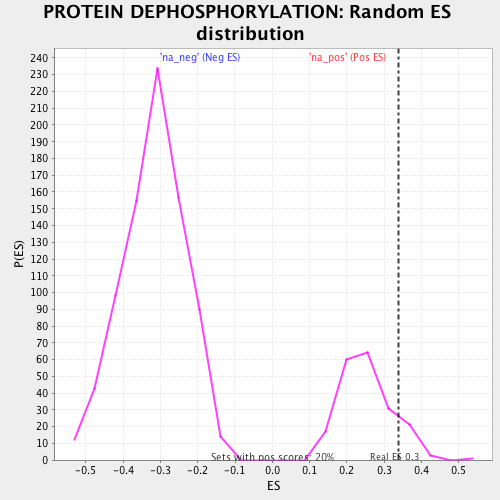 PROTEIN DEPHOSPHORYLATION: Random ES
distribution
'na_neg' (Neg ES)
'na_pos' (Pos ES)
240
230
220
210
200
190
180
170
160
150
140
130
120
110
100
90
80
70
60
50
40
30
20
10
0
P(ES)
Sets with pos scores: 20%
Real ES 0.3
-0.5 -0.4 -0.3 -0.2 -0.1 0.0 0.1 0.2 0.3 0.4 0.5
ES